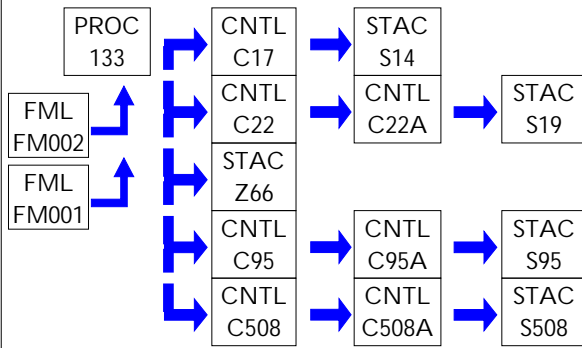 PROC
133
CNTL
C17
STAC
S14
FML
FM002
CNTL
C22
CNTL
C22A
STAC
S19
FML
FM001
STAC
Z66
CNTL
C95
CNTL
C95A
STAC
S95
CNTL
C508
CNTL
C508A
STAC
S508